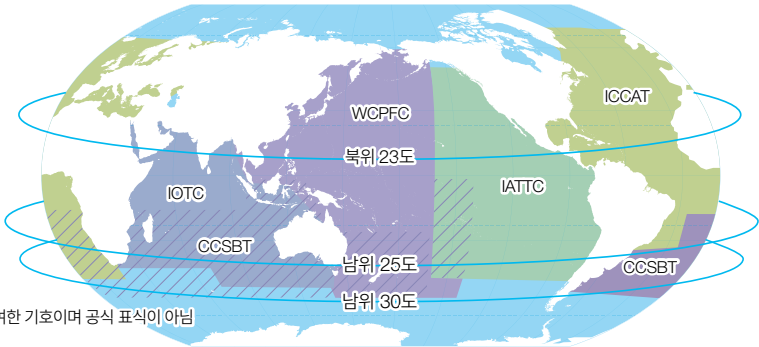 ICCAT
WCPFC
북위 23도
IATTC
IOTC
CCSBT
남위 25도
CCSBT
남위 30도
기호이며 공식 표식이 아님